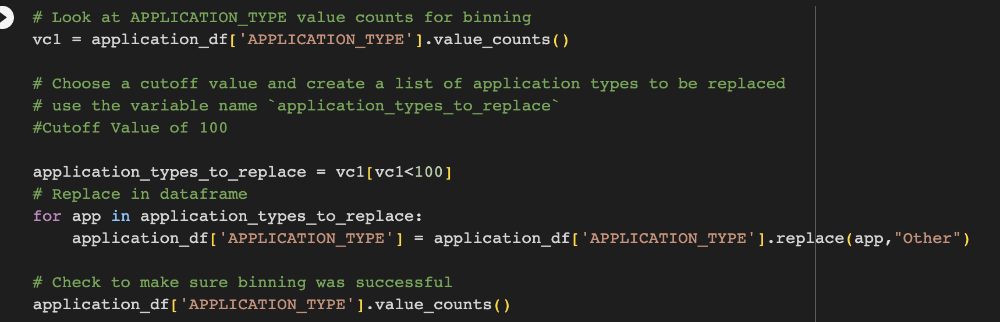 # Look at APPLICATION_TYPE value counts for binning
vc1 = application_df['APPLICATION_TYPE'].value_counts()
# Choose a cutoff value and create a list of application types to be replaced
# use the variable name `application_types_to_replace`
#Cutoff Value of 100
application_types_to_replace = vc1[vc1<100]
# Replace in dataframe
for app in application_types_to_replace:
    application_df['APPLICATION_TYPE'] = application_df['APPLICATION_TYPE'].replace(app,"Other")
# Check to make sure binning was successful
application_df['APPLICATION_TYPE'].value_counts()